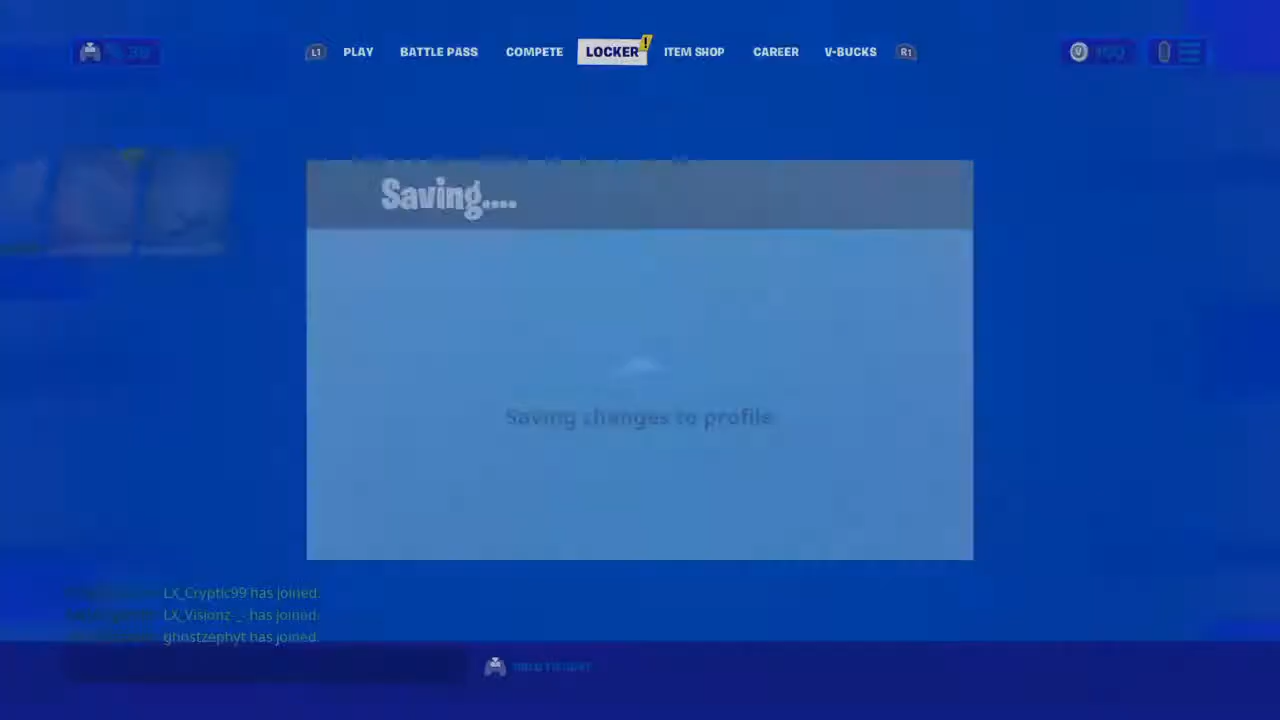 L1 PLAY BATTLE PASS COMPETE LOCKER ! ITEM SHOP CAREER V-BUCKS R1
Saving....
Saving changes to profile
LX_Cryptic99 has joined.
LX_Visionz_-_ has joined.
ghostzephyt has joined.